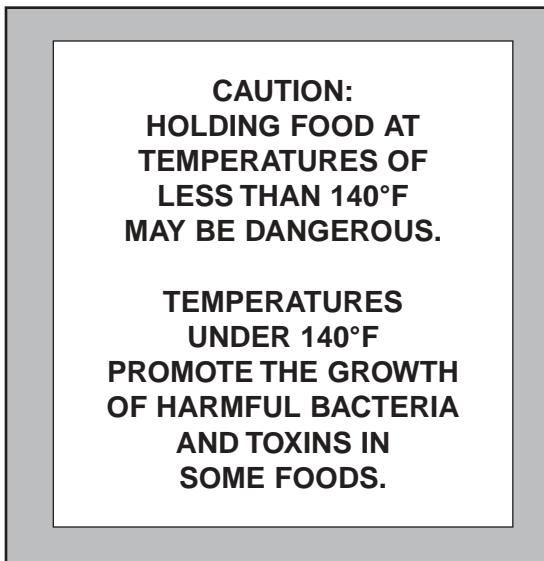 CAUTION:
HOLDING FOOD AT
TEMPERATURES OF
LESS THAN 140°F
MAY BE DANGEROUS.
TEMPERATURES
UNDER 140°F
PROMOTE THE GROWTH
OF HARMFUL BACTERIA
AND TOXINS IN
SOME FOODS.